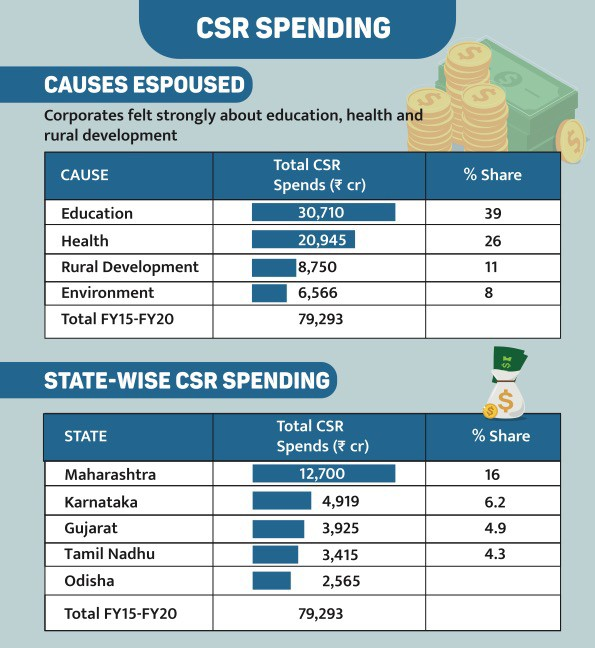 CSR SPENDING
CAUSES ESPOUSED
Corporates felt strongly about education, health and
rural development
CAUSE Total CSR Spends (₹ cr) % Share
Education 30,710 39
Health 20,945 26
Rural Development 8,750 11
Environment 6,566 8
Total FY15-FY20 79,293
STATE-WISE CSR SPENDING
STATE Total CSR Spends (₹ cr) % Share
Maharashtra 12,700 16
Karnataka 4,919 6.2
Gujarat 3,925 4.9
Tamil Nadhu 3,415 4.3
Odisha 2,565
Total FY15-FY20 79,293